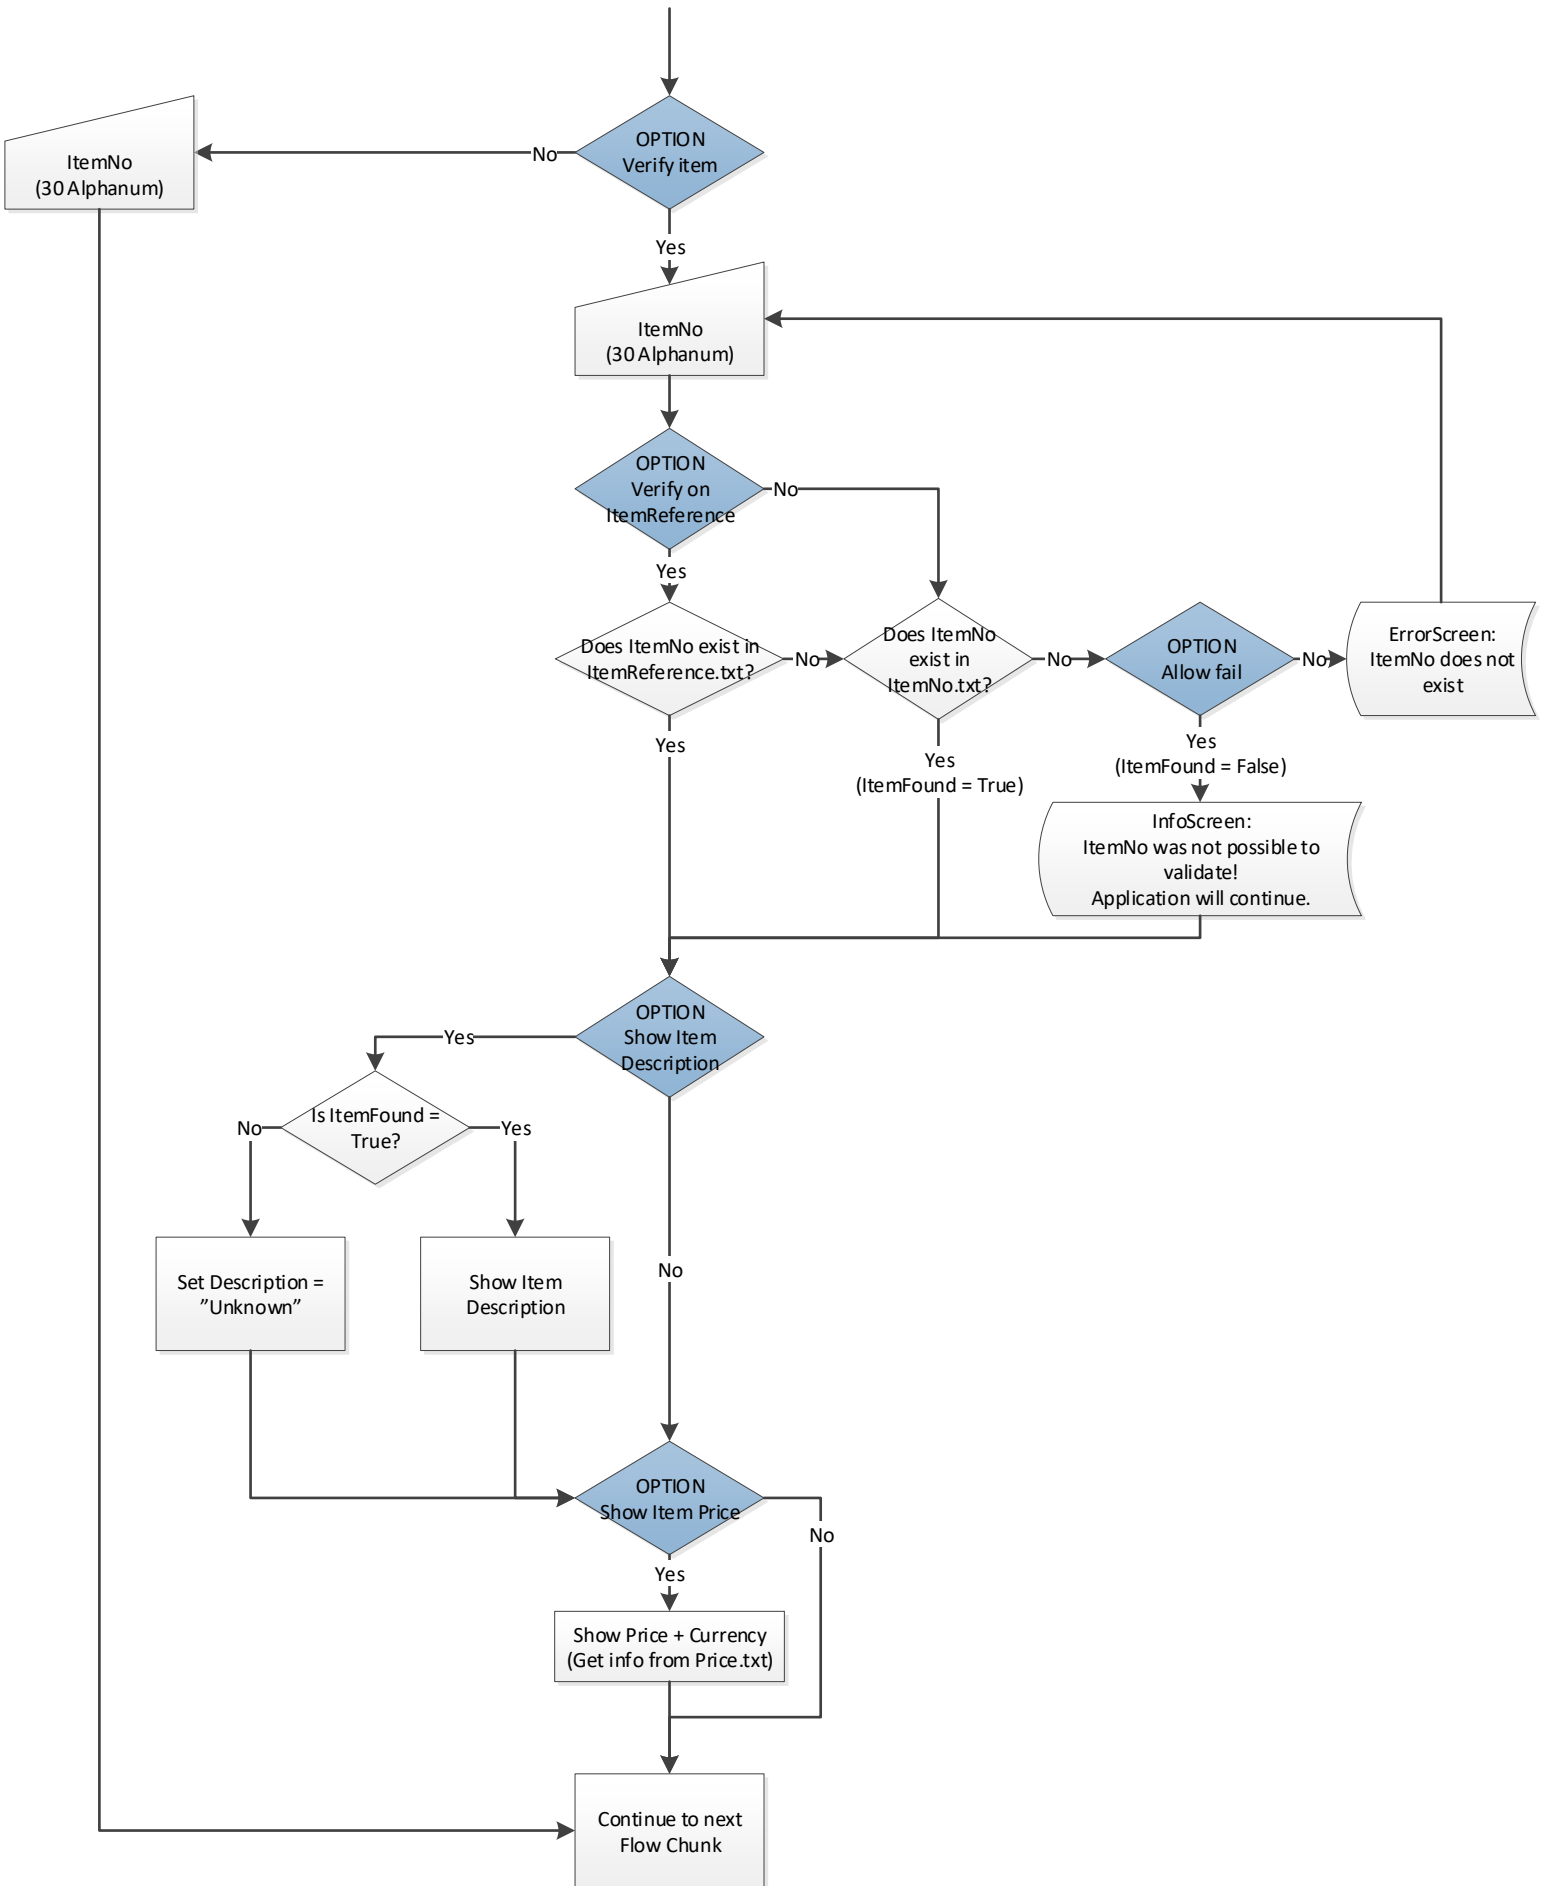 OPTION
Verify item
No
ItemNo
(30 Alphanum)
Yes
ItemNo
(30 Alphanum)
OPTION
Verify on
ItemReference
No
Yes
Does ItemNo exist in
ItemReference.txt?
No
Does ItemNo
exist in
ItemNo.txt?
No
OPTION
Allow fail
No
ErrorScreen:
ItemNo does not
exist
Yes
Yes
(ItemFound = True)
Yes
(ItemFound = False)
InfoScreen:
ItemNo was not possible to
validate!
Application will continue.
OPTION
Show Item
Description
Yes
Is ItemFound =
True?
No
Yes
Set Description =
”Unknown”
Show Item
Description
No
OPTION
Show Item Price
No
Yes
Show Price + Currency
(Get info from Price.txt)
Continue to next
Flow Chunk